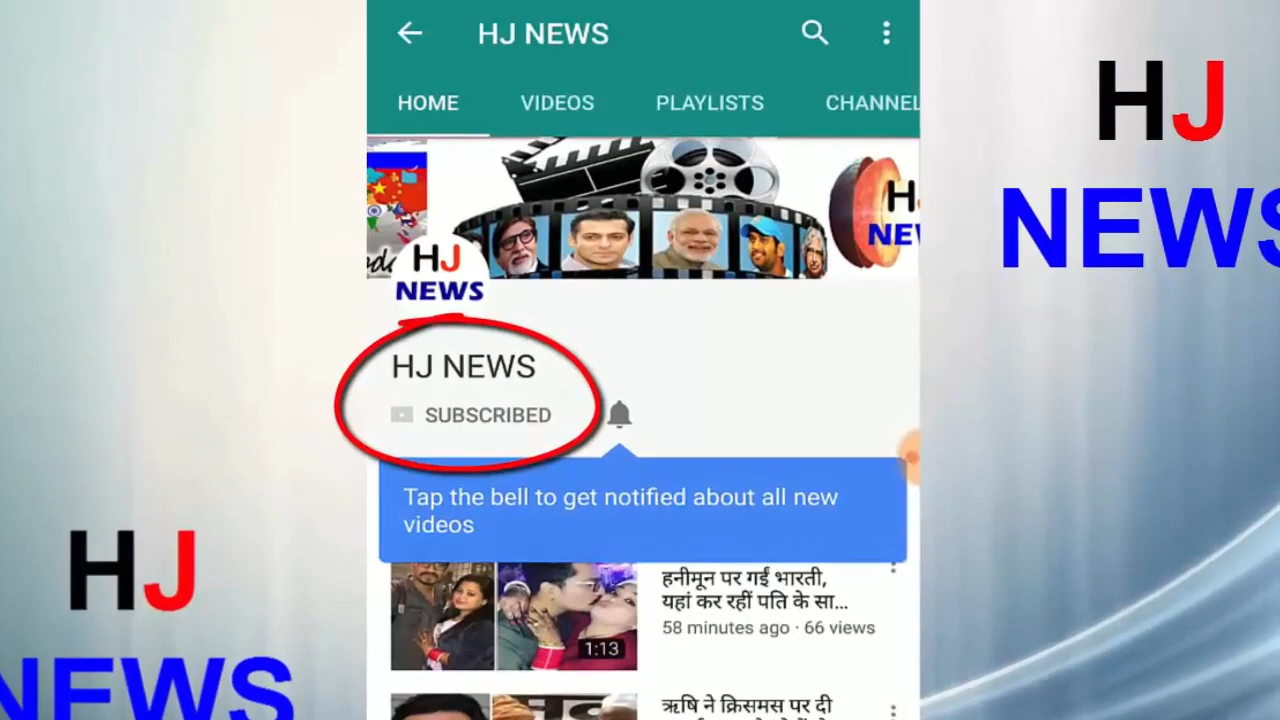 HJ NEWS
HOME VIDEOS PLAYLISTS CHANNEL
HJ
NEWS
HJ
NEWS
HJ NEWS
SUBSCRIBED
Tap the bell to get notified about all new
videos
हनीमून पर गईं भारती,
यहां कर रहीं पति के सा...
58 minutes ago · 66 views
1:13
ऋषि ने क्रिसमस पर दी
HJ
NEWS